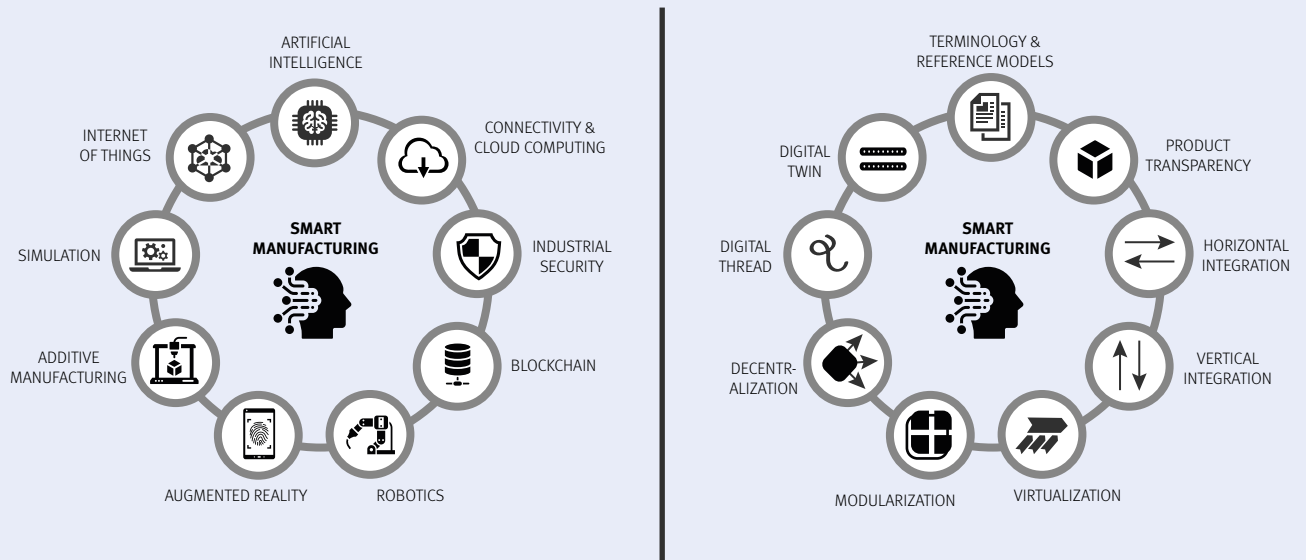 ARTIFICIAL
INTELLIGENCE
CONNECTIVITY &
CLOUD COMPUTING
INDUSTRIAL
SECURITY
BLOCKCHAIN
ROBOTICS
AUGMENTED REALITY
ADDITIVE
MANUFACTURING
SIMULATION
INTERNET
OF THINGS
SMART
MANUFACTURING
TERMINOLOGY &
REFERENCE MODELS
PRODUCT
TRANSPARENCY
HORIZONTAL
INTEGRATION
VERTICAL
INTEGRATION
VIRTUALIZATION
MODULARIZATION
DECENTR-
ALIZATION
DIGITAL
THREAD
DIGITAL
TWIN
SMART
MANUFACTURING